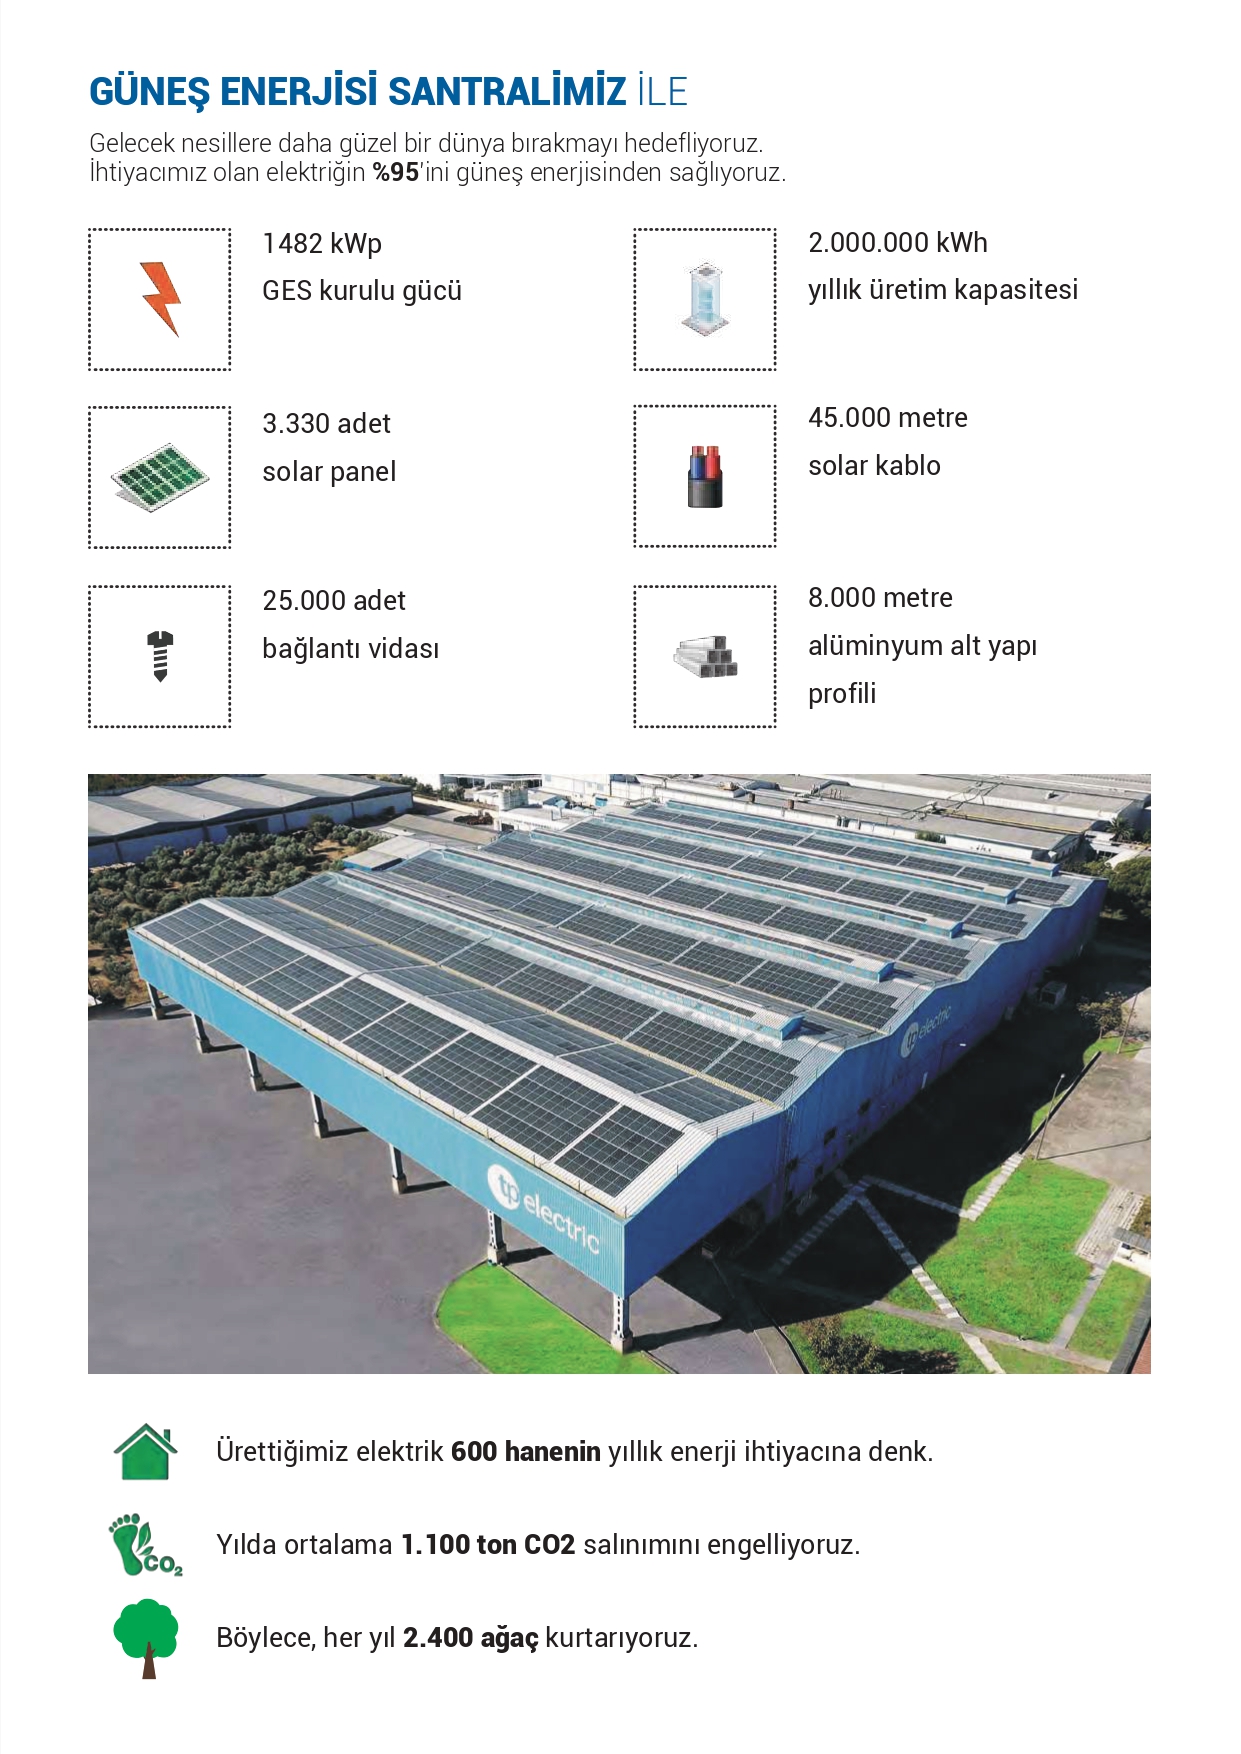 GÜNEŞ ENERJİSİ SANTRALİMİZ İLE
Gelecek nesillere daha güzel bir dünya bırakmayı hedefliyoruz.
İhtiyacımız olan elektriğin %95'ini güneş enerjisinden sağlıyoruz.
1482 kWp
GES kurulu gücü
2.000.000 kWh
yıllık üretim kapasitesi
3.330 adet
solar panel
45.000 metre
solar kablo
25.000 adet
bağlantı vidası
8.000 metre
alüminyum alt yapı
profili
tp electric
tp electric
Ürettiğimiz elektrik 600 hanenin yıllık enerji ihtiyacına denk.
CO2
Yılda ortalama 1.100 ton CO2 salınımını engelliyoruz.
Böylece, her yıl 2.400 ağaç kurtarıyoruz.